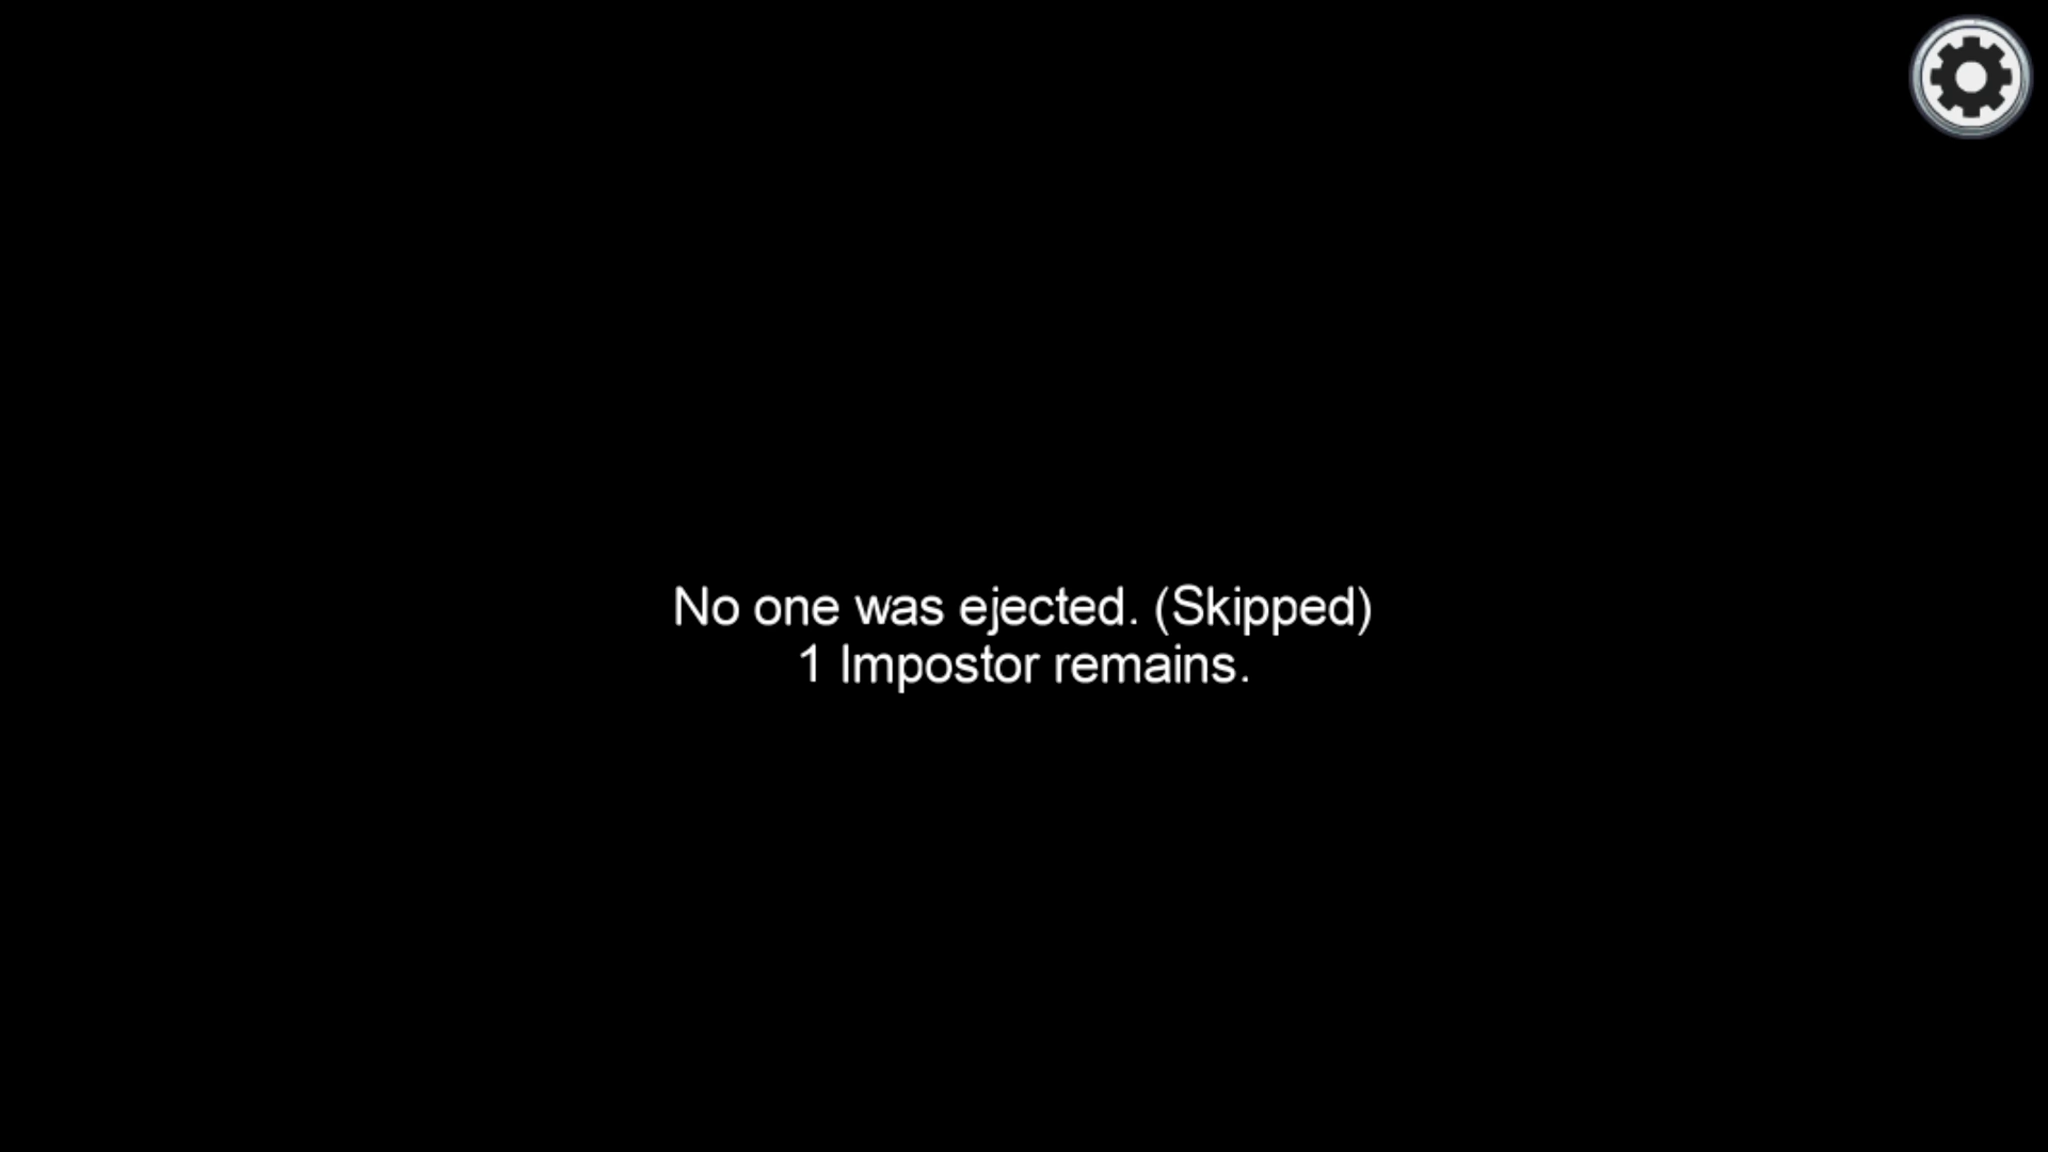 No one was ejected. (Skipped)
1 Impostor remains.